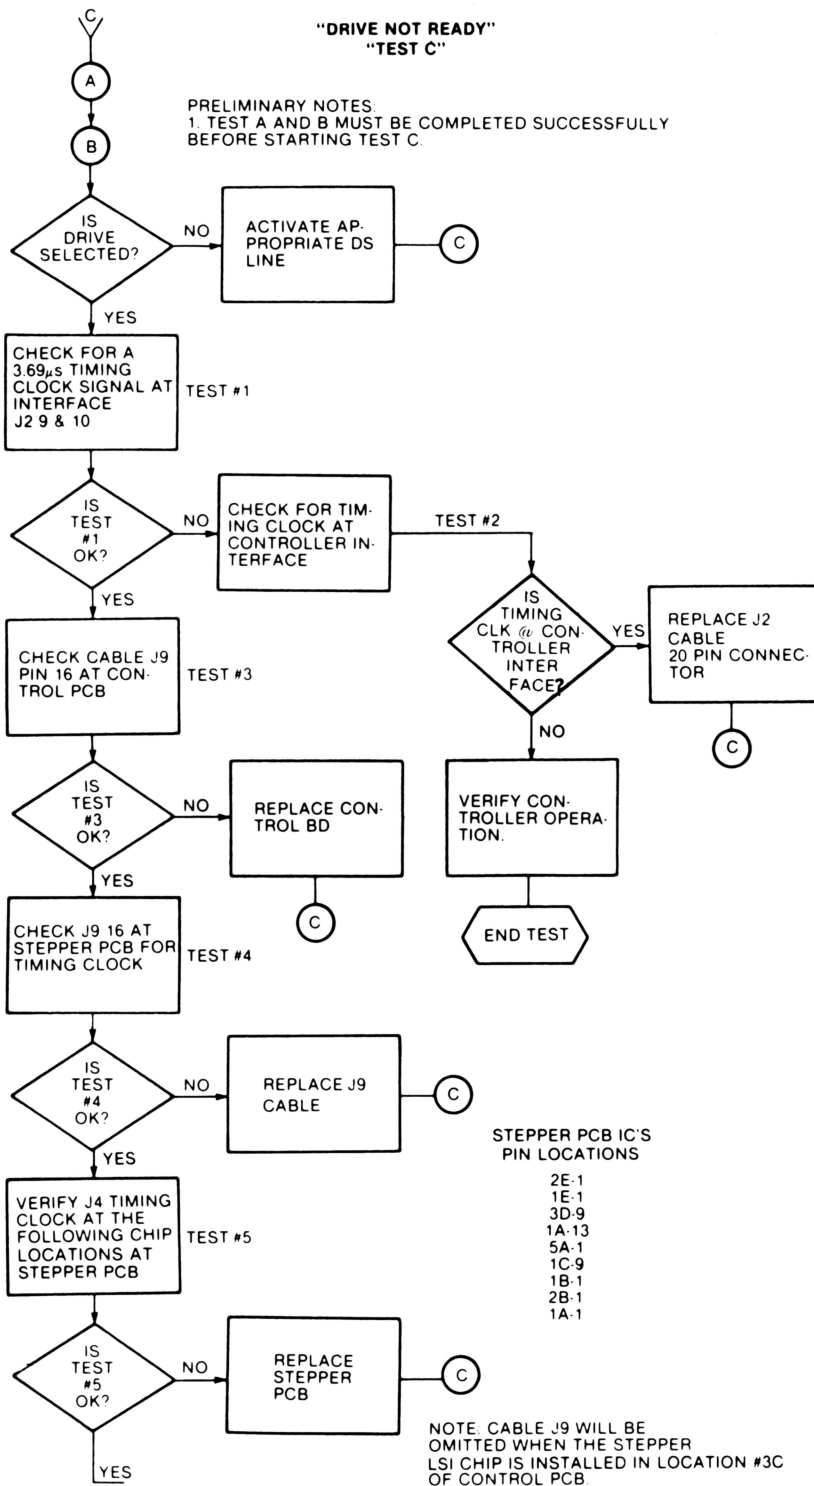 C
"DRIVE NOT READY"
"TEST C"
A
B
PRELIMINARY NOTES:
1. TEST A AND B MUST BE COMPLETED SUCCESSFULLY
BEFORE STARTING TEST C.
IS
DRIVE
SELECTED?
NO
ACTIVATE AP-
PROPRIATE DS
LINE
C
YES
CHECK FOR A
3.69µs TIMING
CLOCK SIGNAL AT
INTERFACE
J2 9 & 10
TEST #1
IS
TEST
#1
OK?
NO
CHECK FOR TIM-
ING CLOCK AT
CONTROLLER IN-
TERFACE
TEST #2
IS
TIMING
CLK @ CON-
TROLLER
INTER
FACE?
YES
REPLACE J2
CABLE
20 PIN CONNEC-
TOR
C
NO
VERIFY CON-
TROLLER OPERA-
TION.
END TEST
YES
CHECK CABLE J9
PIN 16 AT CON-
TROL PCB
TEST #3
IS
TEST
#3
OK?
NO
REPLACE CON-
TROL BD
C
YES
CHECK J9 16 AT
STEPPER PCB FOR
TIMING CLOCK
TEST #4
IS
TEST
#4
OK?
NO
REPLACE J9
CABLE
C
YES
VERIFY J4 TIMING
CLOCK AT THE
FOLLOWING CHIP
LOCATIONS AT
STEPPER PCB
TEST #5
STEPPER PCB IC'S
PIN LOCATIONS
2E-1
1E-1
3D-9
1A-13
5A-1
1C-9
1B-1
2B-1
1A-1
IS
TEST
#5
OK?
NO
REPLACE
STEPPER
PCB
C
YES
NOTE: CABLE J9 WILL BE
OMITTED WHEN THE STEPPER
LSI CHIP IS INSTALLED IN LOCATION #3C
OF CONTROL PCB.